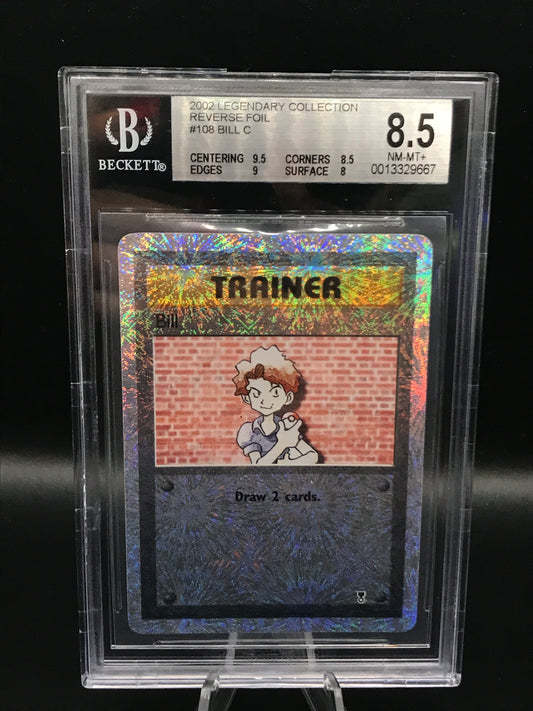 2002 LEGENDARY COLLECTION
REVERSE FOIL
#108 BILL C
B
BECKETT®
CENTERING 9.5 CORNERS 8.5
EDGES 9 SURFACE 8
8.5
NM-MT+
0013329667
TRAINER
Bill
Draw 2 cards.